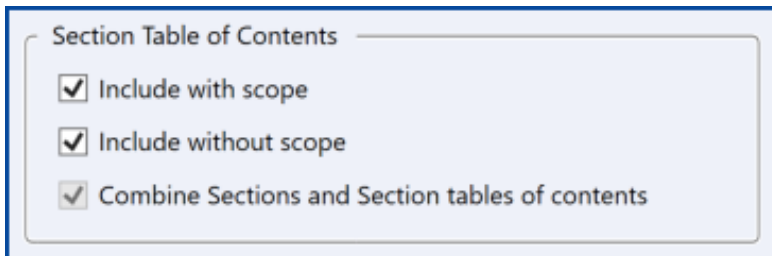 Section Table of Contents
Include with scope
Include without scope
Combine Sections and Section tables of contents